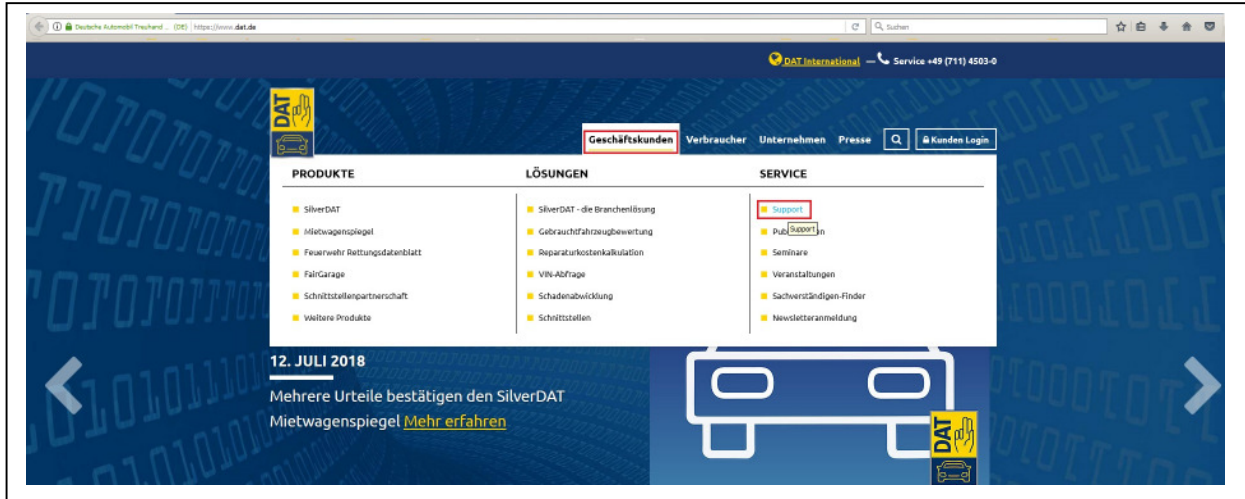 Deutsche Automobil Treuhand ... (DE) https://www.dat.de
Suchen
DAT International — Service +49 (711) 4503-0
DAT
Geschäftskunden Verbraucher Unternehmen Presse Kunden Login
PRODUKTE LÖSUNGEN SERVICE
SilverDAT SilverDAT - die Branchenlösung Support
Mietwagenspiegel Gebrauchtfahrzeugbewertung Pub Support n
Feuerwehr Rettungsdatenblatt Reparaturkostenkalkulation Seminare
FairGarage VIN-Abfrage Veranstaltungen
Schnittstellenpartnerschaft Schadenabwicklung Sachverständigen-Finder
Weitere Produkte Schnittstellen Newsletteranmeldung
12. JULI 2018
Mehrere Urteile bestätigen den SilverDAT
Mietwagenspiegel Mehr erfahren
DAT